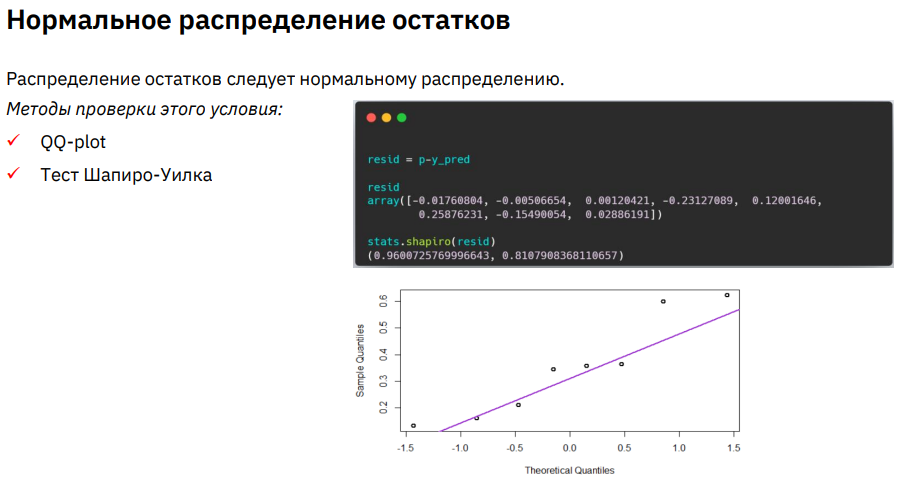 Нормальное распределение остатков
Распределение остатков следует нормальному распределению.
Методы проверки этого условия:
QQ-plot
Тест Шапиро-Уилка
resid = p-y_pred
resid
array([-0.01760804, -0.00506654,  0.00120421, -0.23127089,  0.12001646,
0.25876231, -0.15490054,  0.02886191])
stats.shapiro(resid)
(0.9600725769996643, 0.8107908368110657)
Sample Quantiles
0.6
0.5
0.4
0.3
0.2
-1.5 -1.0 -0.5 0.0 0.5 1.0 1.5
Theoretical Quantiles